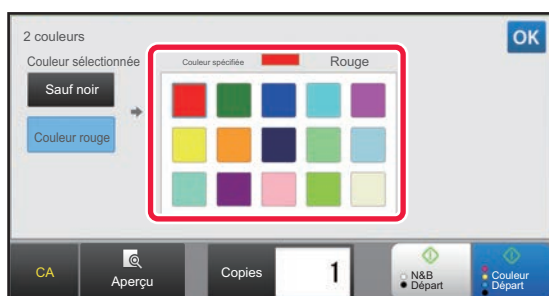 2 couleurs
OK
Couleur sélectionnée
Couleur spécifiée
Rouge
Sauf noir
Couleur rouge
CA
Aperçu
Copies
1
N&B
Départ
Couleur
Départ